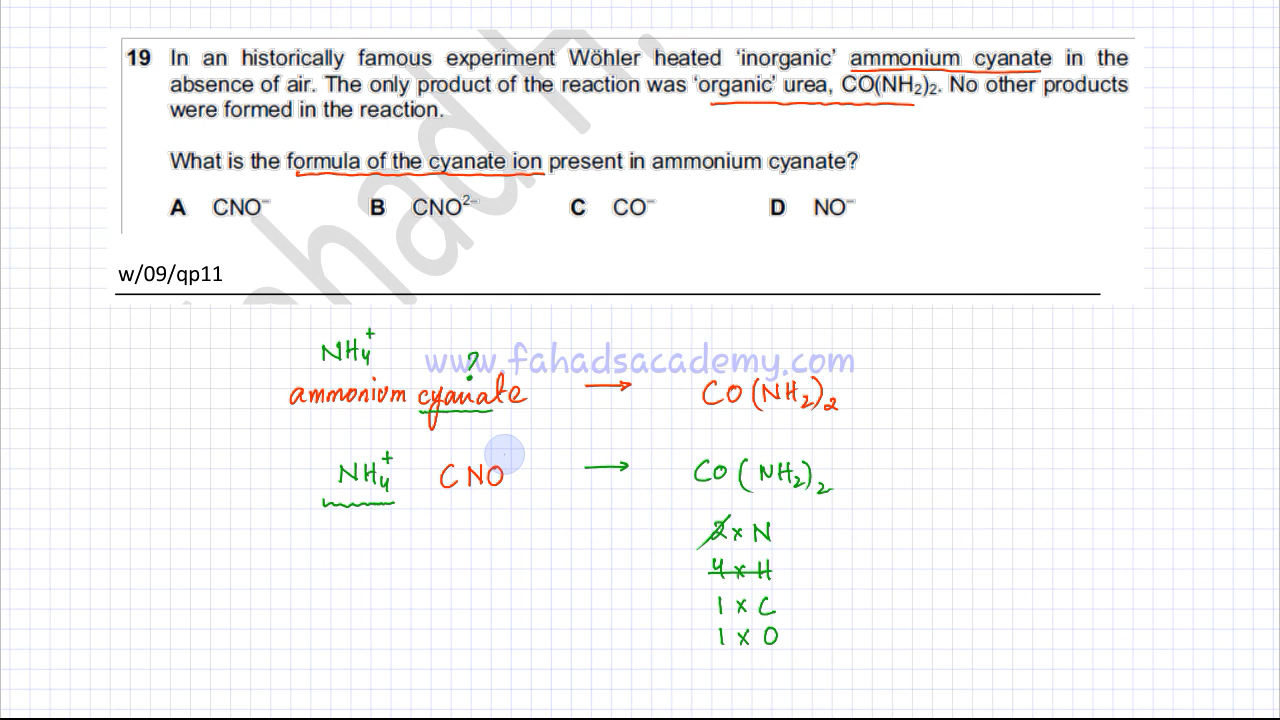 19 In an historically famous experiment Wöhler heated ‘inorganic’ ammonium cyanate in the
absence of air. The only product of the reaction was ‘organic’ urea, CO(NH₂)₂. No other products
were formed in the reaction.
What is the formula of the cyanate ion present in ammonium cyanate?
A CNO⁻ B CNO²⁻ C CO⁻ D NO⁻
w/09/qp11
NH₄⁺ ?
www.fahadsacademy.com
ammonium cyanate → CO(NH₂)₂
NH₄⁺ CNO → CO(NH₂)₂
2 × N
4 × H
1 × C
1 × O